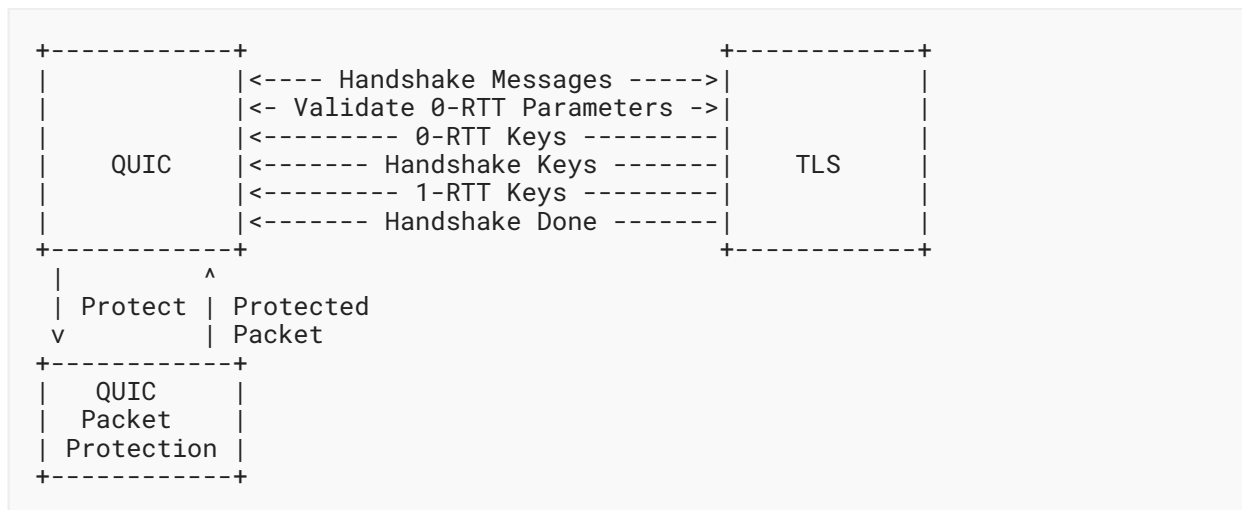 +------------+                               +------------+
|            |<---- Handshake Messages ----->|            |
|            |<- Validate 0-RTT Parameters ->|            |
|            |<--------- 0-RTT Keys ---------|            |
|    QUIC    |<------- Handshake Keys -------|    TLS     |
|            |<--------- 1-RTT Keys ---------|            |
|            |<------- Handshake Done -------|            |
+------------+                               +------------+
 |         ^
 | Protect | Protected
 v         | Packet
+------------+
|   QUIC     |
|  Packet    |
| Protection |
+------------+